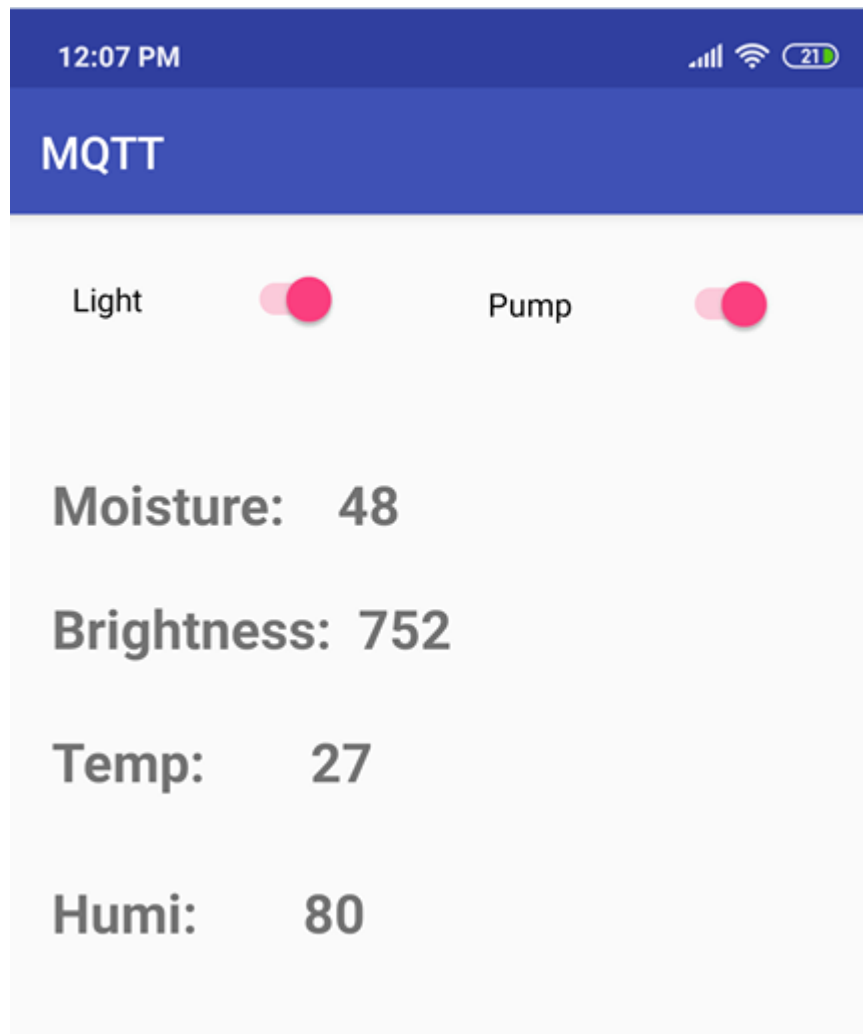 12:07 PM 21
MQTT
Light Pump
Moisture: 48
Brightness: 752
Temp: 27
Humi: 80